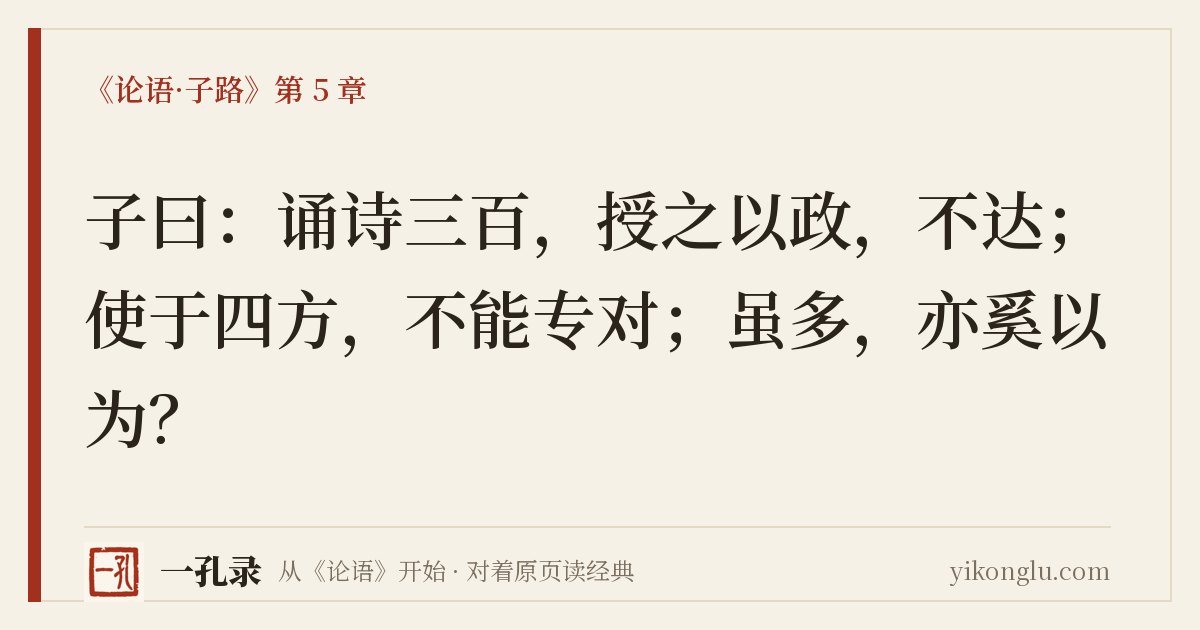 《论语·子路》第 5 章
子曰：诵诗三百，授之以政，不达；
使于四方，不能专对；虽多，亦奚以
为？
一孔
一孔录 从《论语》开始 · 对着原页读经典 yikonglu.com